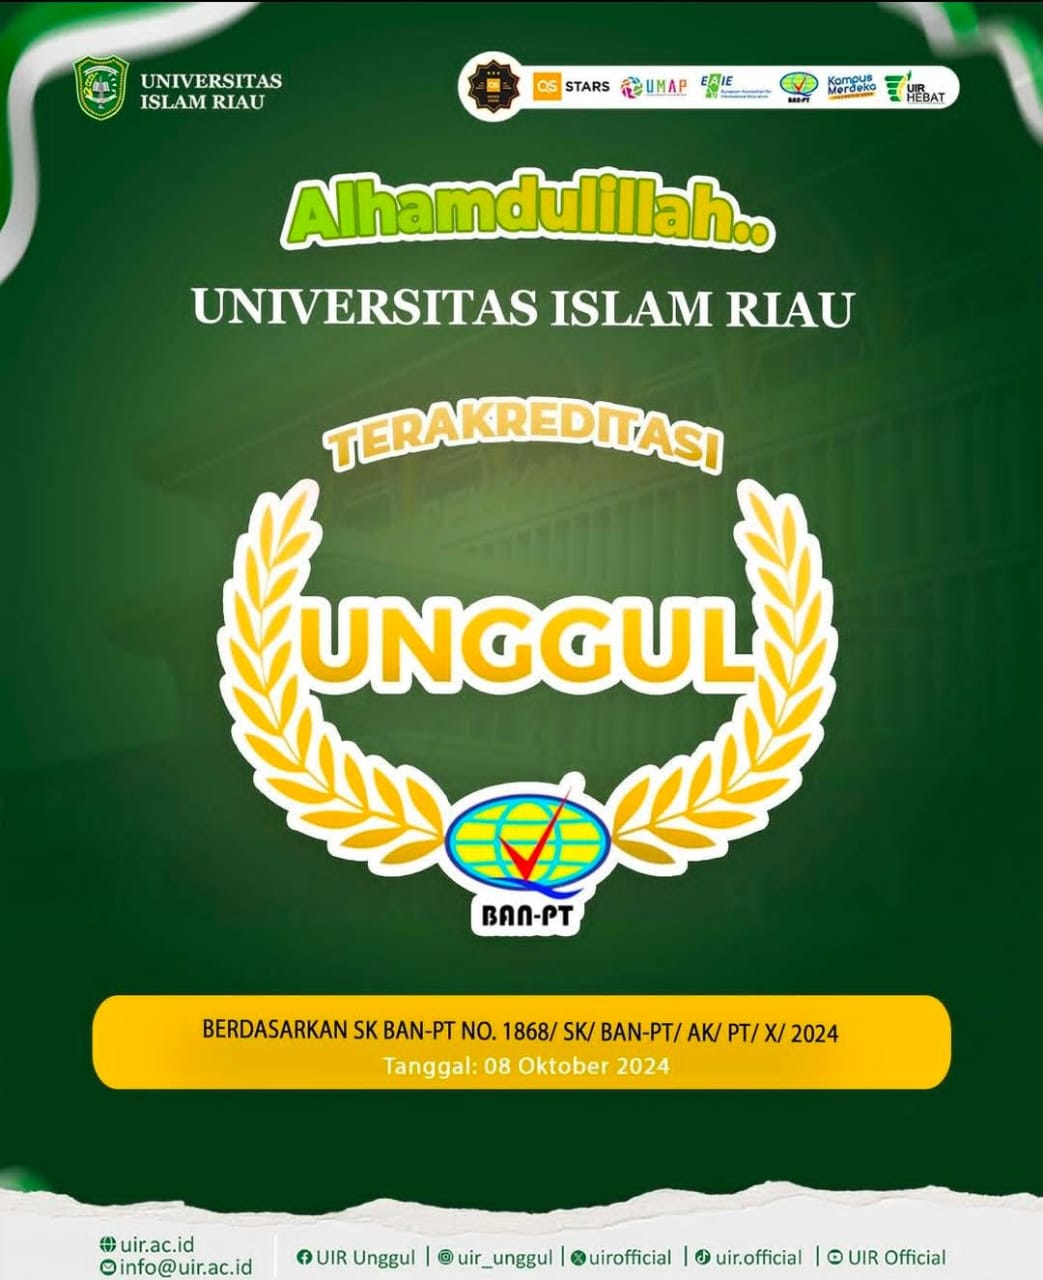 UNIVERSITAS
ISLAM RIAU
QS STARS
UMAP
EAIE
BAN-PT
Kampus
Merdeka
UIR
HEBAT
Alhamdulillah..
UNIVERSITAS ISLAM RIAU
TERAKREDITASI
UNGGUL
BAN-PT
BERDASARKAN SK BAN-PT NO. 1868/ SK/ BAN-PT/ AK/ PT/ X/ 2024
Tanggal: 08 Oktober 2024
uir.ac.id
info@uir.ac.id
UIR Unggul | uir_unggul | uirofficial | uir.official | UIR Official